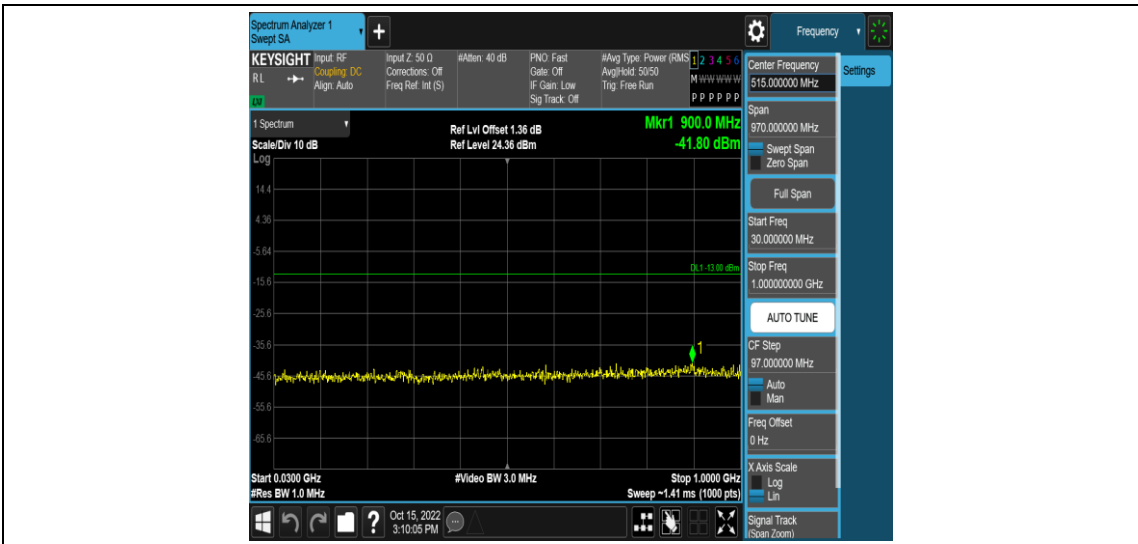 Spectrum Analyzer 1
Swept SA
+
Frequency
KEYSIGHT
RL
LXI
Input: RF
Coupling: DC
Align: Auto
Input Z: 50 Ω
Corrections: Off
Freq Ref: Int (S)
#Atten: 40 dB
PNO: Fast
Gate: Off
IF Gain: Low
Sig Track: Off
#Avg Type: Power (RMS
Avg|Hold: 50/50
Trig: Free Run
1 2 3 4 5 6
M W W W W W
P P P P P P
Center Frequency
515.000000 MHz
Settings
Span
970.000000 MHz
Swept Span
Zero Span
Full Span
Start Freq
30.000000 MHz
Stop Freq
1.000000000 GHz
AUTO TUNE
CF Step
97.000000 MHz
Auto
Man
Freq Offset
0 Hz
X Axis Scale
Log
Lin
Signal Track
(Span Zoom)
1 Spectrum
Scale/Div 10 dB
Log
Ref Lvl Offset 1.36 dB
Ref Level 24.36 dBm
Mkr1 900.0 MHz
-41.80 dBm
14.4
4.36
-5.64
DL1 -13.00 dBm
-15.6
-25.6
-35.6
1
-45.6
-55.6
-65.6
Start 0.0300 GHz
#Res BW 1.0 MHz
#Video BW 3.0 MHz
Stop 1.0000 GHz
Sweep ~1.41 ms (1000 pts)
?
Oct 15, 2022
3:10:05 PM